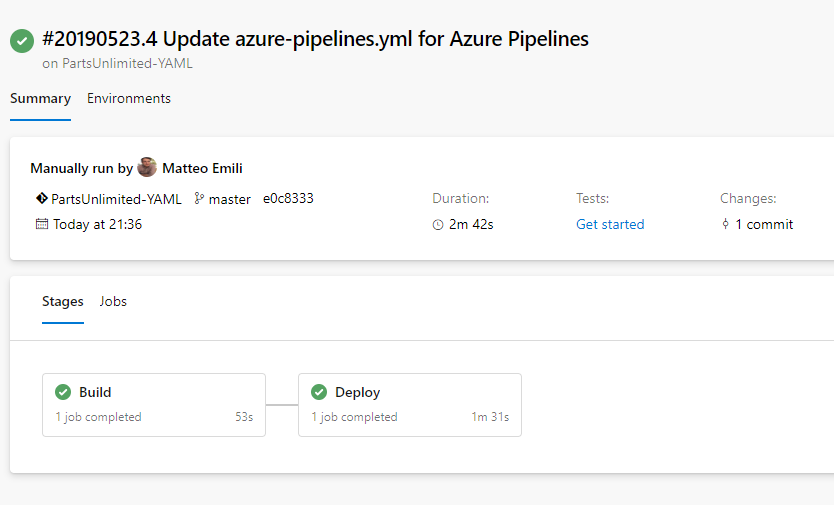 #20190523.4 Update azure-pipelines.yml for Azure Pipelines
on PartsUnlimited-YAML
Summary Environments
Manually run by Matteo Emili
PartsUnlimited-YAML master e0c8333 Duration: Tests: Changes:
Today at 21:36 2m 42s Get started 1 commit
Stages Jobs
Build Deploy
1 job completed 53s 1 job completed 1m 31s